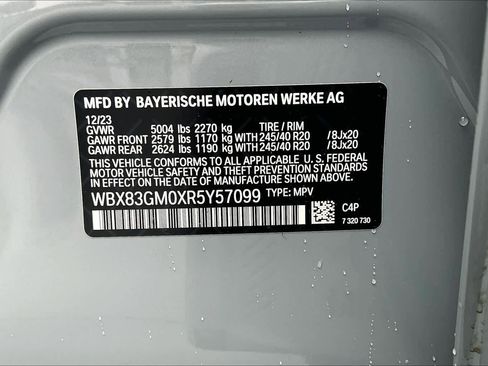 MFD BY BAYERISCHE MOTOREN WERKE AG
12/23
GVWR 5004 lbs 2270 kg TIRE / RIM
GAWR FRONT 2579 lbs 1170 kg WITH 245/40 R20 /8Jx20
GAWR REAR 2624 lbs 1190 kg WITH 245/40 R20 /8Jx20
THIS VEHICLE CONFORMS TO ALL APPLICABLE U. S. FEDERAL
MOTOR VEHICLE SAFETY, BUMPER, AND THEFT PREVENTION
STANDARDS IN EFFECT ON THE DATE OF MANUFACTURE SHOWN ABOVE.
WBX83GM0XR5Y57099 TYPE: MPV
C4P
7 320 730